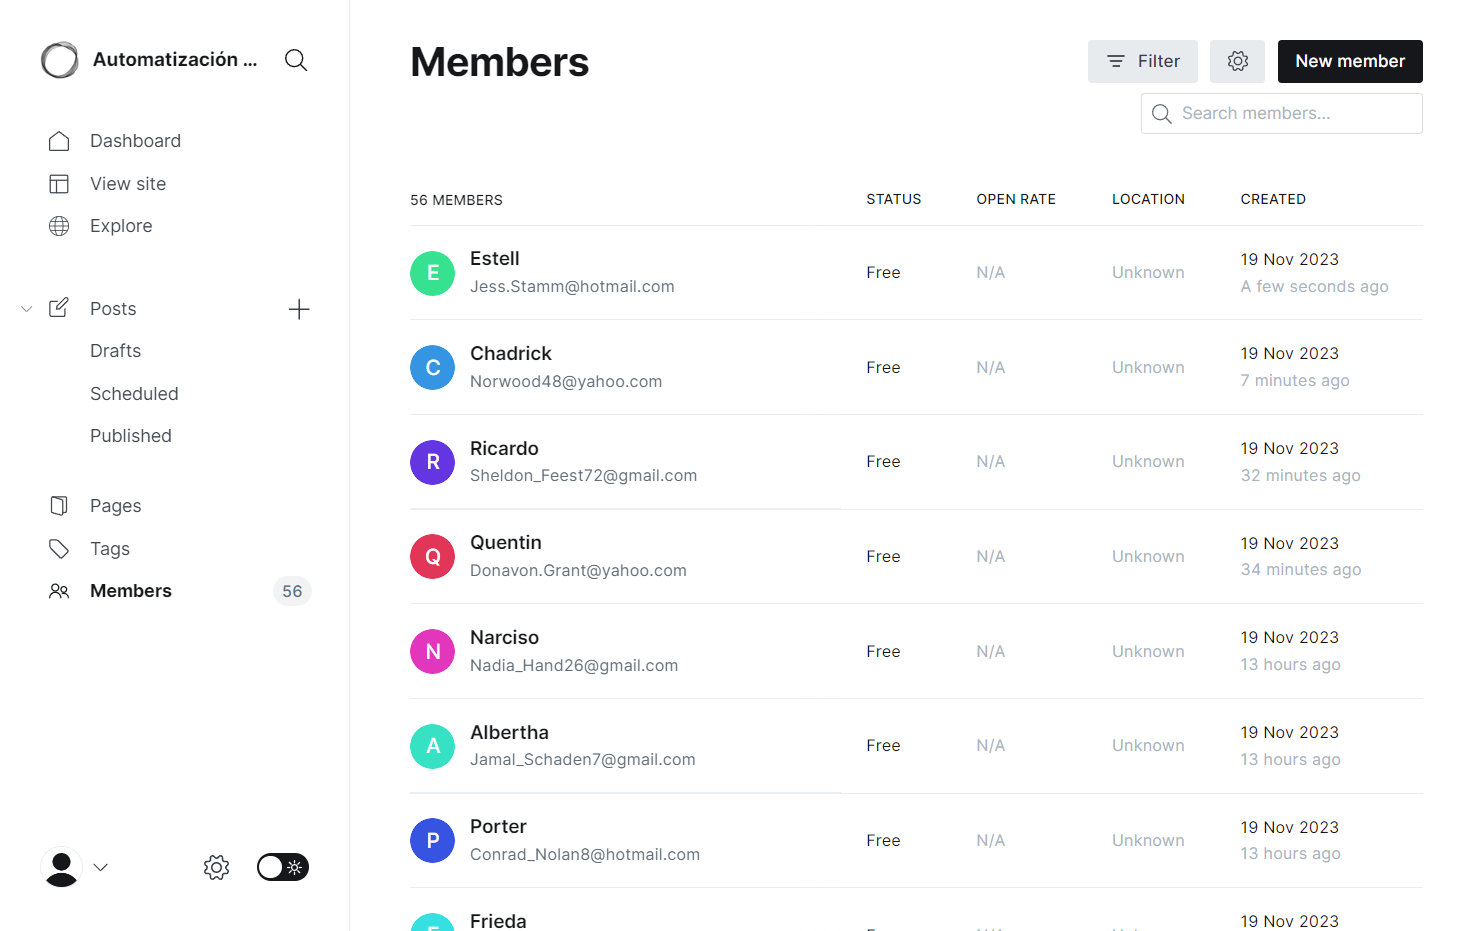 Automatización ...
Dashboard
View site
Explore
Posts
Drafts
Scheduled
Published
Pages
Tags
Members 56
Members
Filter
New member
Search members...
56 MEMBERS STATUS OPEN RATE LOCATION CREATED
E Estell Jess.Stamm@hotmail.com Free N/A Unknown 19 Nov 2023 A few seconds ago
C Chadrick Norwood48@yahoo.com Free N/A Unknown 19 Nov 2023 7 minutes ago
R Ricardo Sheldon_Feest72@gmail.com Free N/A Unknown 19 Nov 2023 32 minutes ago
Q Quentin Donavon.Grant@yahoo.com Free N/A Unknown 19 Nov 2023 34 minutes ago
N Narciso Nadia_Hand26@gmail.com Free N/A Unknown 19 Nov 2023 13 hours ago
A Albertha Jamal_Schaden7@gmail.com Free N/A Unknown 19 Nov 2023 13 hours ago
P Porter Conrad_Nolan8@hotmail.com Free N/A Unknown 19 Nov 2023 13 hours ago
Frieda 19 Nov 2023